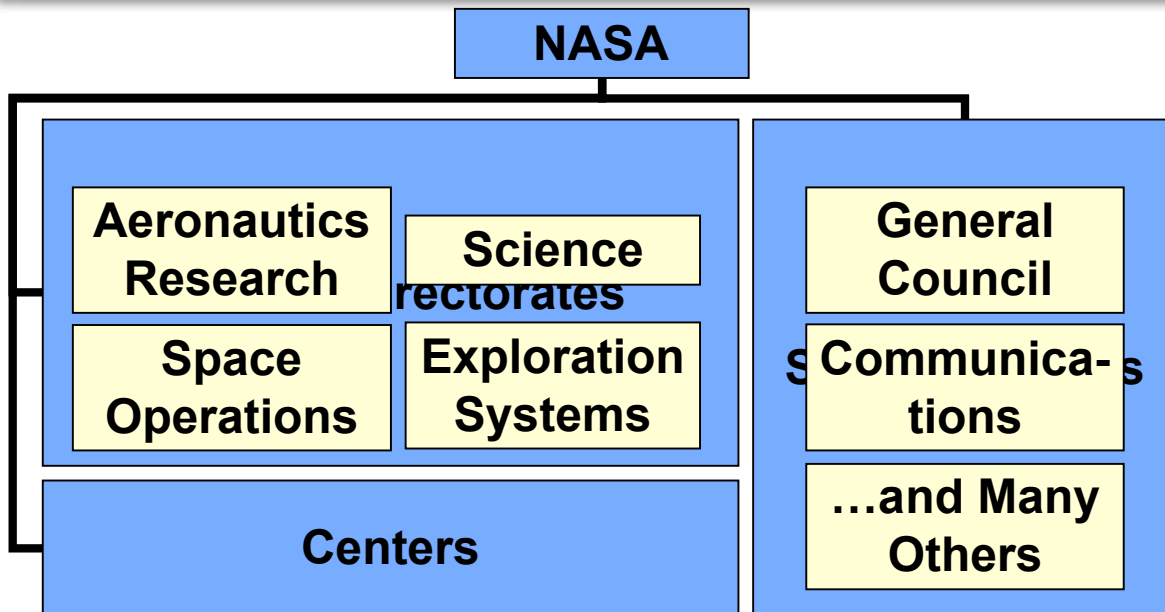 NASA
Aeronautics
Research
Science
rectorates
Space
Operations
Exploration
Systems
Centers
General
Council
Communica-
tions
…and Many
Others